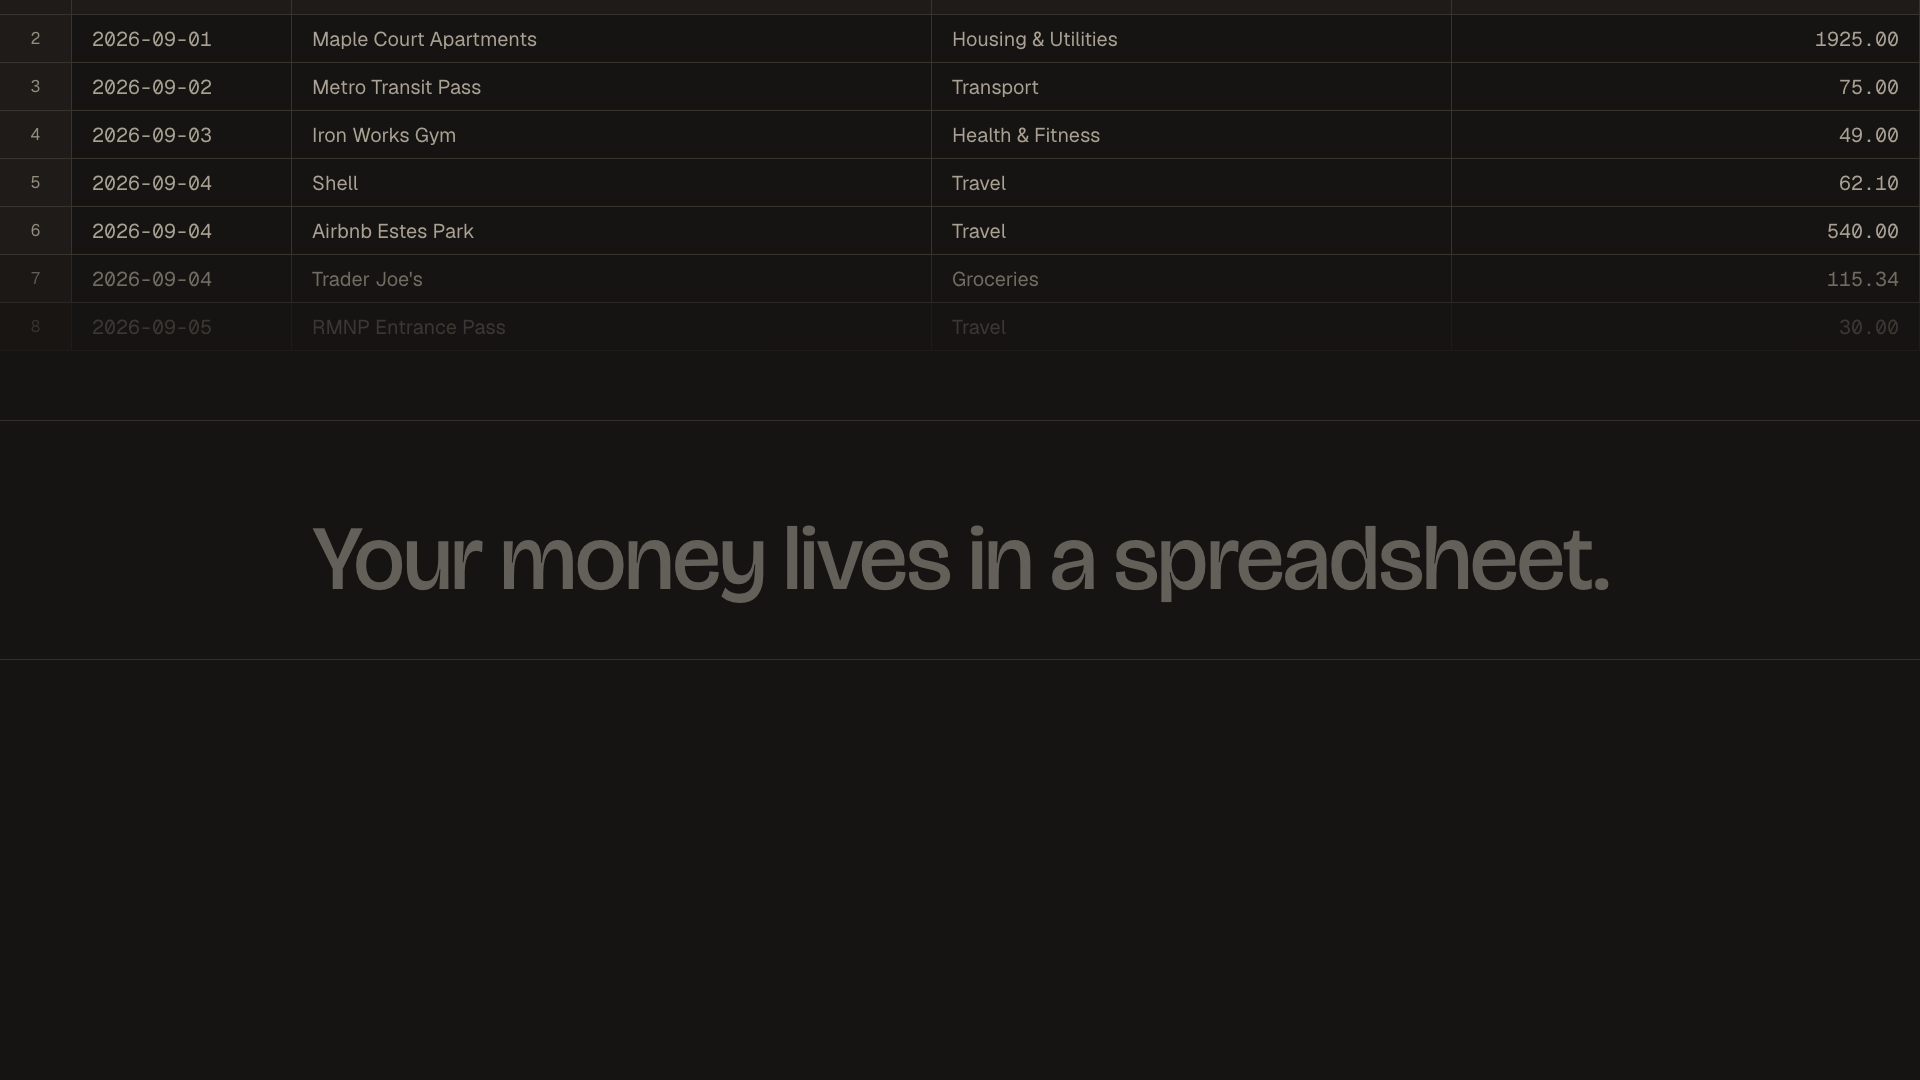 2 2026-09-01 Maple Court Apartments Housing & Utilities 1925.00
3 2026-09-02 Metro Transit Pass Transport 75.00
4 2026-09-03 Iron Works Gym Health & Fitness 49.00
5 2026-09-04 Shell Travel 62.10
6 2026-09-04 Airbnb Estes Park Travel 540.00
7 2026-09-04 Trader Joe's Groceries 115.34
8 2026-09-05 RMNP Entrance Pass Travel 30.00
Your money lives in a spreadsheet.